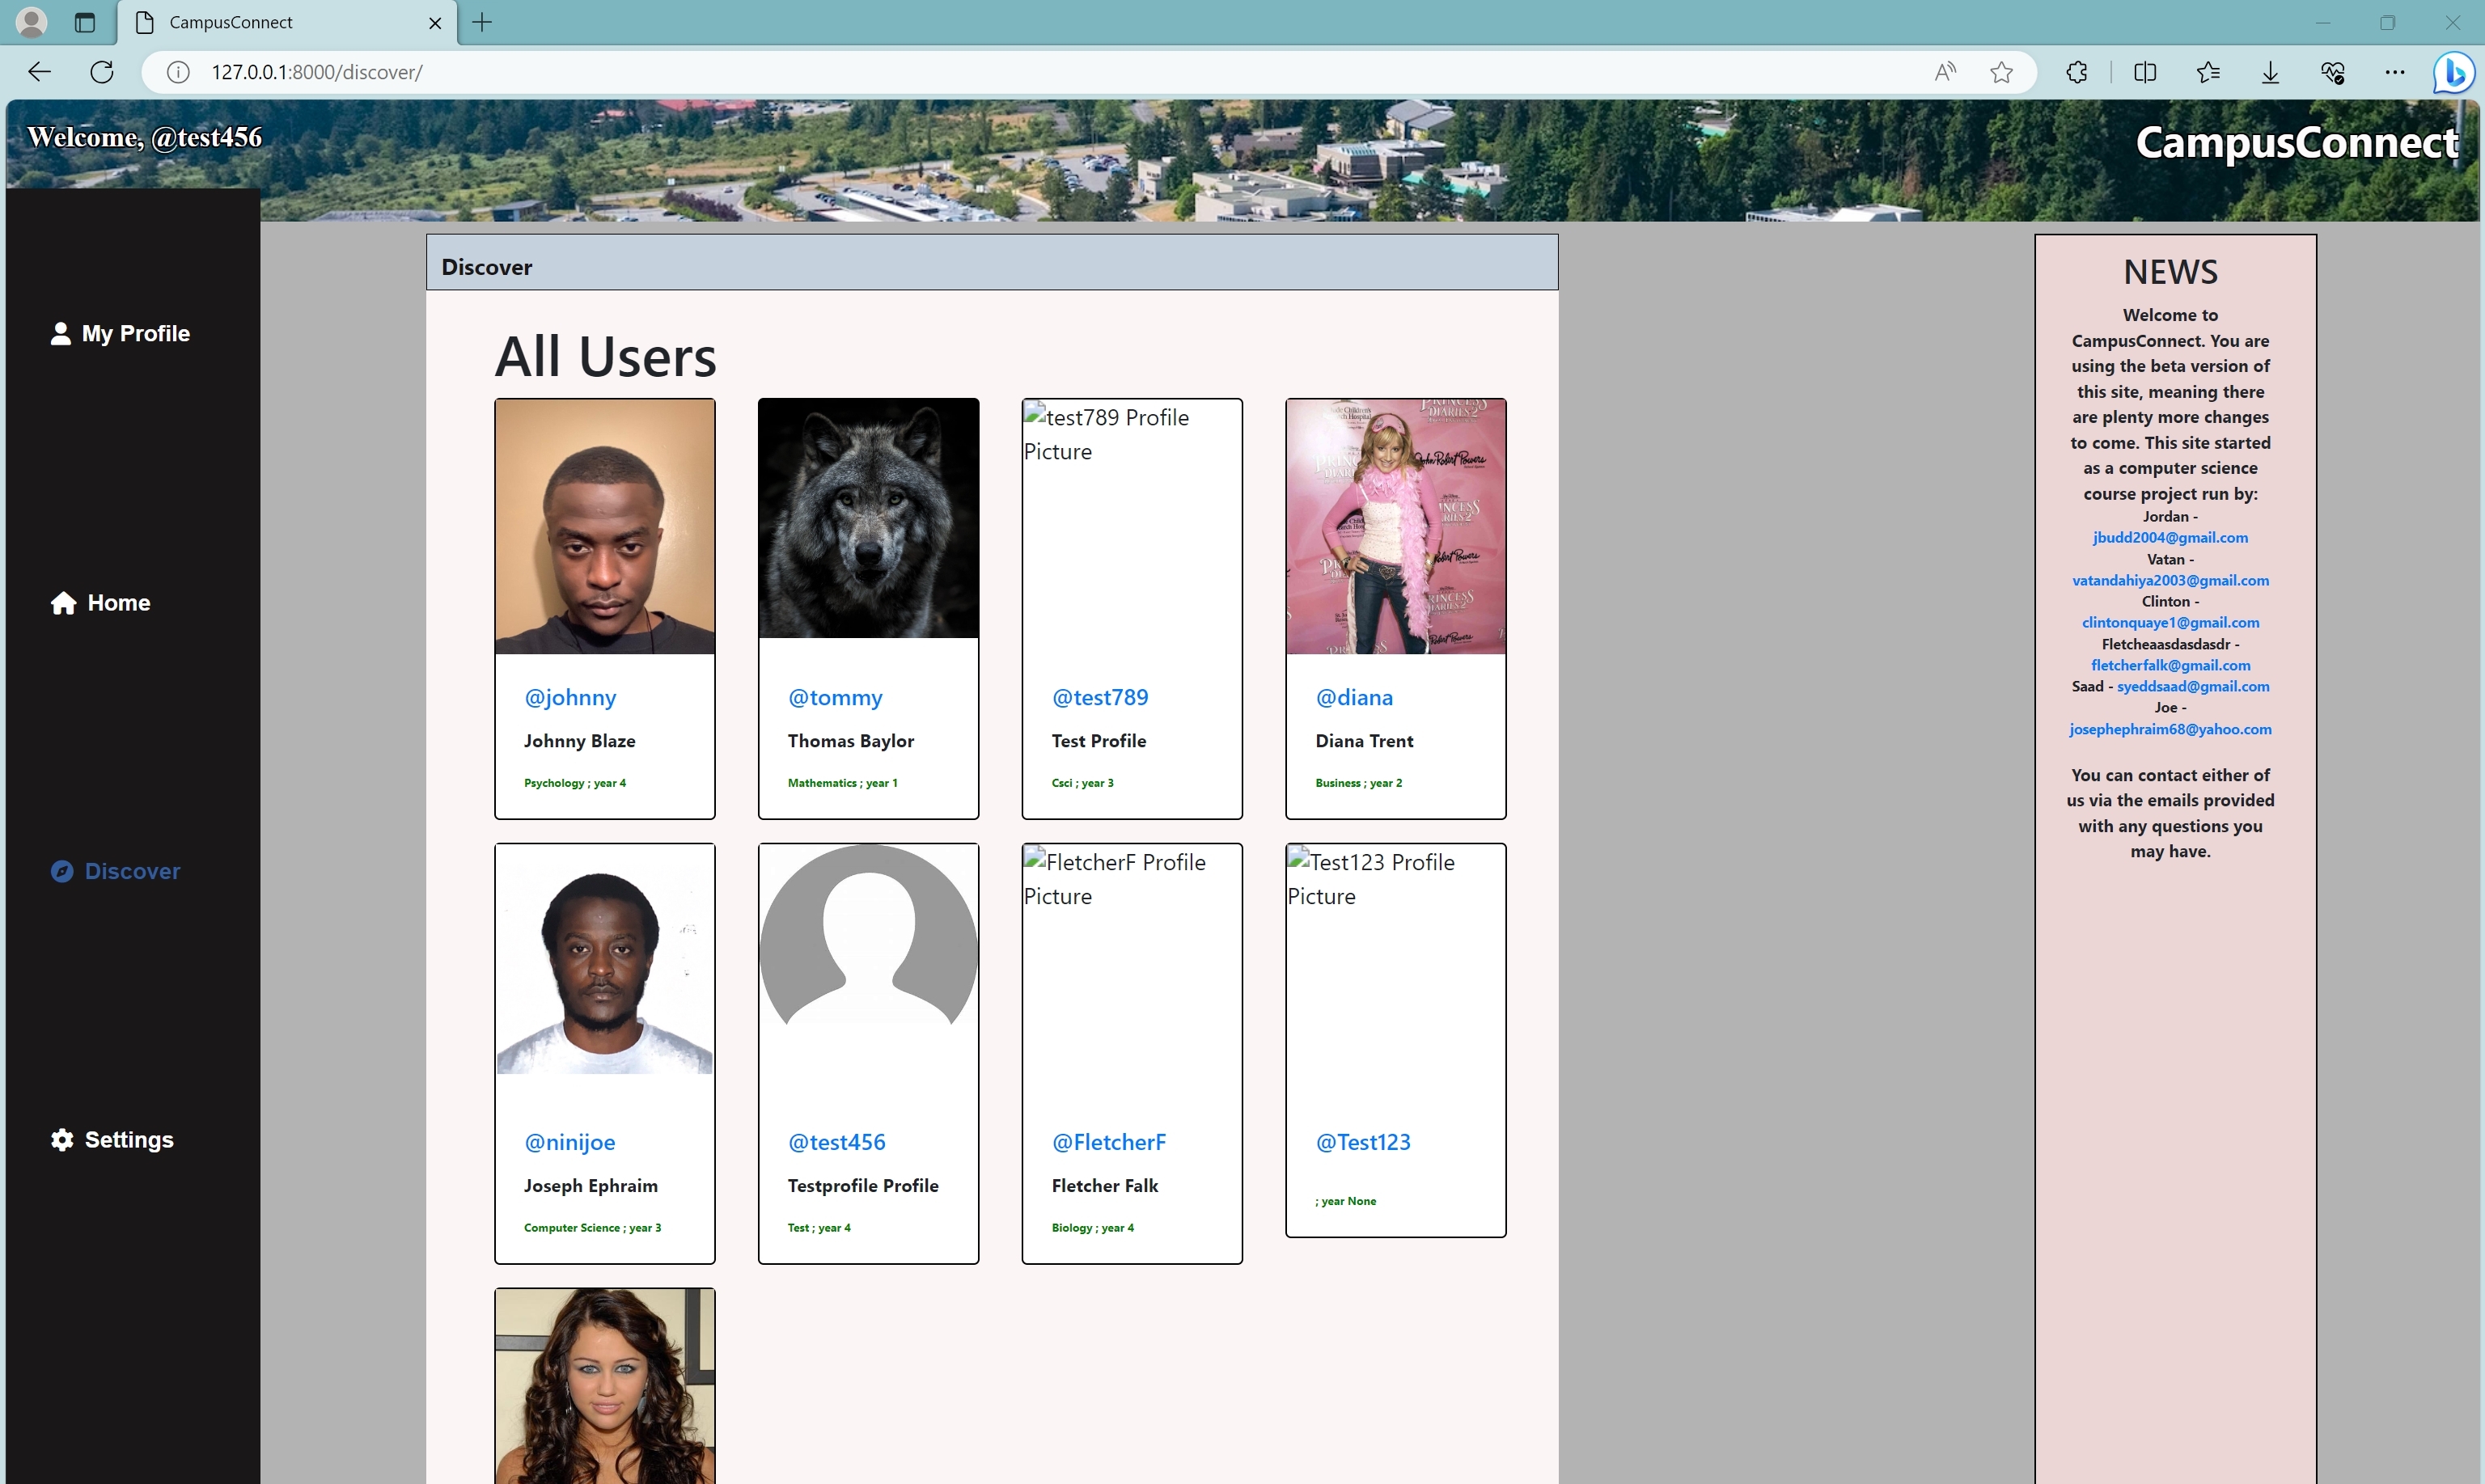 CampusConnect
127.0.0.1:8000/discover/
Welcome, @test456
CampusConnect
My Profile
Home
Discover
Settings
Discover
All Users
@johnny
Johnny Blaze
Psychology ; year 4
@tommy
Thomas Baylor
Mathematics ; year 1
test789 Profile
Picture
@test789
Test Profile
Csci ; year 3
PRINCESS
DIARIES 2
John Robert Powers
@diana
Diana Trent
Business ; year 2
@ninijoe
Joseph Ephraim
Computer Science ; year 3
@test456
Testprofile Profile
Test ; year 4
FletcherF Profile
Picture
@FletcherF
Fletcher Falk
Biology ; year 4
Test123 Profile
Picture
@Test123
; year None
NEWS
Welcome to
CampusConnect. You are
using the beta version of
this site, meaning there
are plenty more changes
to come. This site started
as a computer science
course project run by:
Jordan -
jbudd2004@gmail.com
Vatan -
vatandahiya2003@gmail.com
Clinton -
clintonquaye1@gmail.com
Fletcheaasdasdasdr -
fletcherfalk@gmail.com
Saad - syeddsaad@gmail.com
Joe -
josephephraim68@yahoo.com
You can contact either of
us via the emails provided
with any questions you
may have.